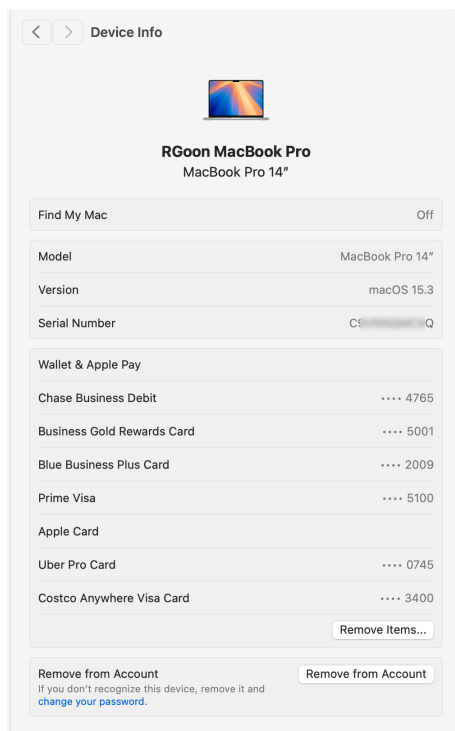 Device Info
RGoon MacBook Pro
MacBook Pro 14″
Find My Mac Off
Model MacBook Pro 14″
Version macOS 15.3
Serial Number
Wallet & Apple Pay
Chase Business Debit •••• 4765
Business Gold Rewards Card •••• 5001
Blue Business Plus Card •••• 2009
Prime Visa •••• 5100
Apple Card
Uber Pro Card •••• 0745
Costco Anywhere Visa Card •••• 3400
Remove Items...
Remove from Account Remove from Account
If you don't recognize this device, remove it and
change your password.